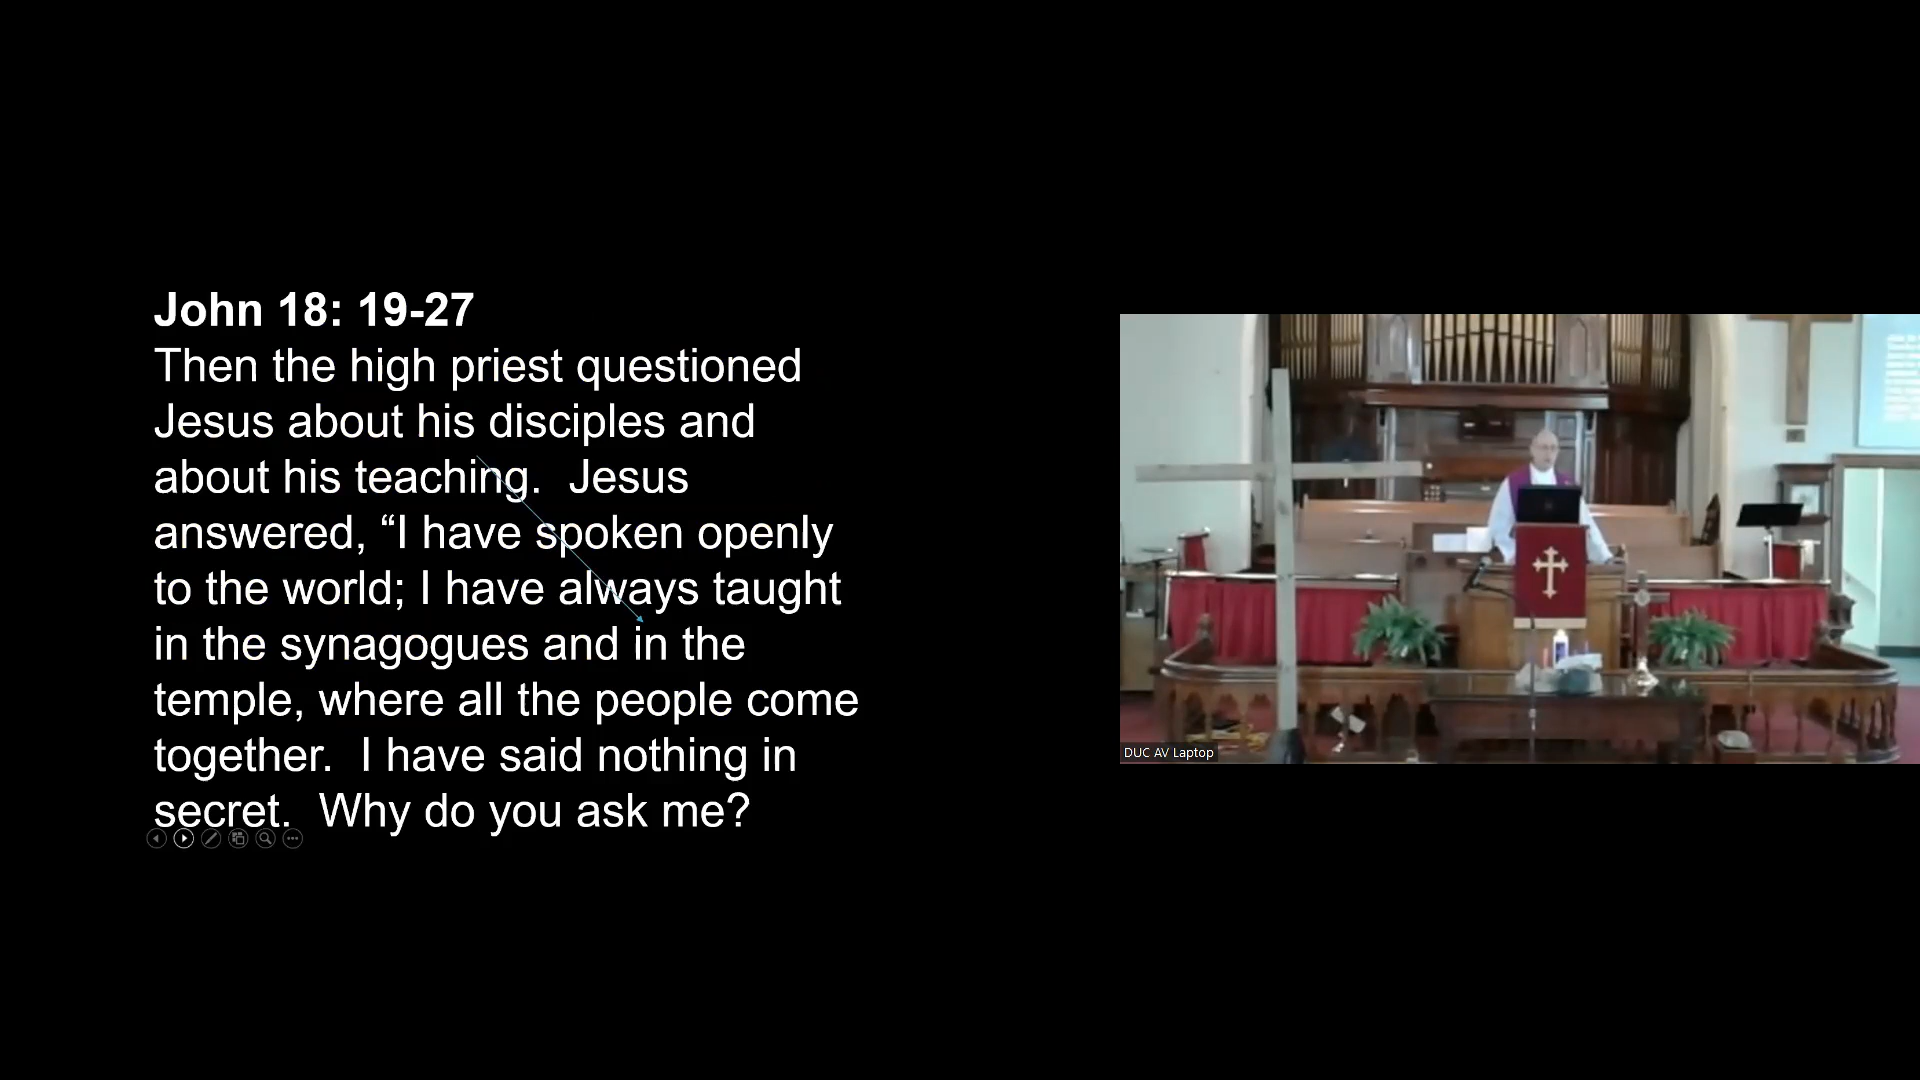 John 18: 19-27
Then the high priest questioned
Jesus about his disciples and
about his teaching.  Jesus
answered, “I have spoken openly
to the world; I have always taught
in the synagogues and in the
temple, where all the people come
together.  I have said nothing in
secret.  Why do you ask me?
DUC AV Laptop